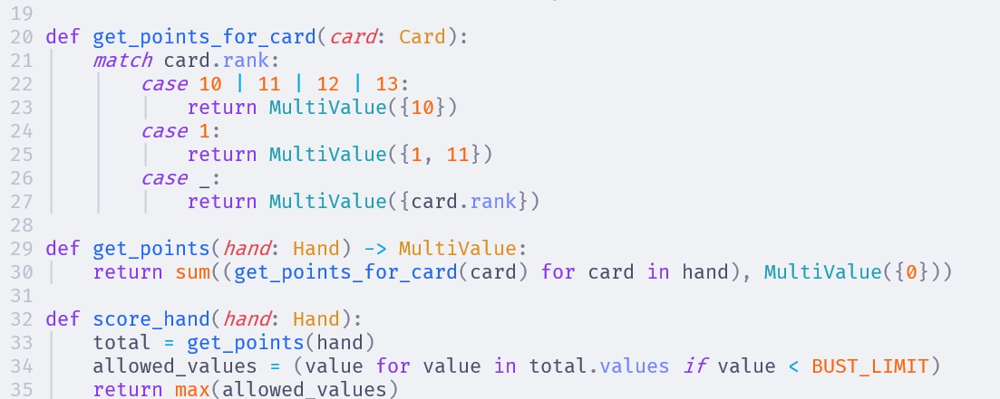 19
20 def get_points_for_card(card: Card):
21     match card.rank:
22         case 10 | 11 | 12 | 13:
23             return MultiValue({10})
24         case 1:
25             return MultiValue({1, 11})
26         case _:
27             return MultiValue({card.rank})
28
29 def get_points(hand: Hand) -> MultiValue:
30     return sum((get_points_for_card(card) for card in hand), MultiValue({0}))
31
32 def score_hand(hand: Hand):
33     total = get_points(hand)
34     allowed_values = (value for value in total.values if value < BUST_LIMIT)
35     return max(allowed_values)